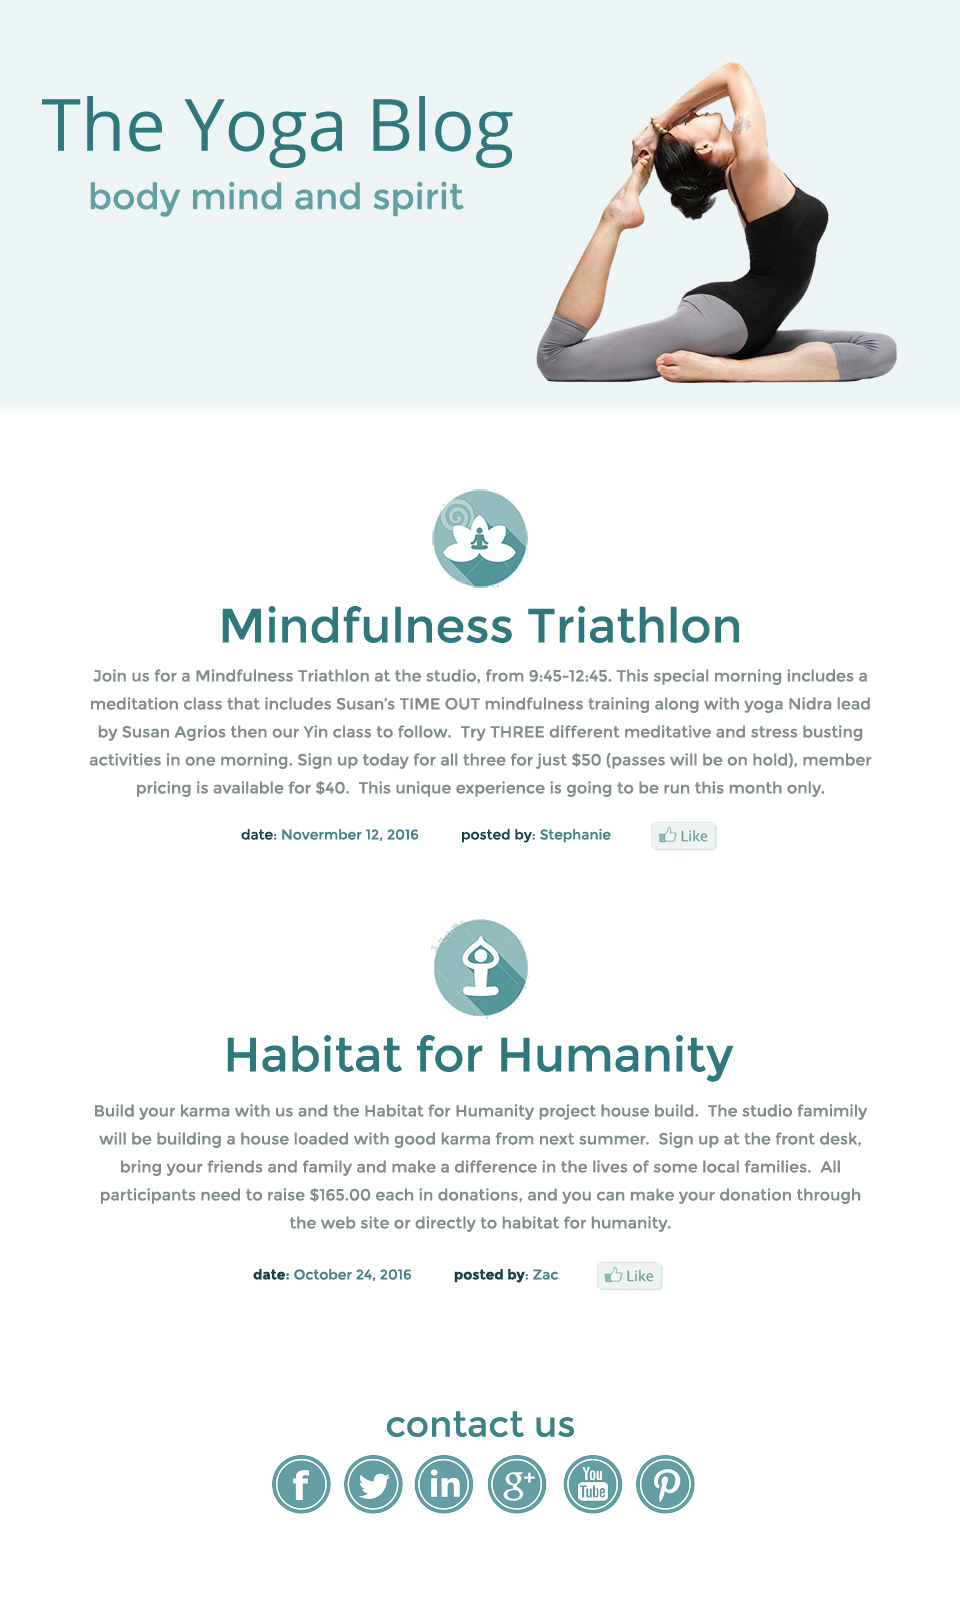 The Yoga Blog
body mind and spirit
Mindfulness Triathlon
Join us for a Mindfulness Triathlon at the studio, from 9:45-12:45. This special morning includes a
meditation class that includes Susan's TIME OUT mindfulness training along with yoga Nidra lead
by Susan Agrios then our Yin class to follow.  Try THREE different meditative and stress busting
activities in one morning. Sign up today for all three for just $50 (passes will be on hold), member
pricing is available for $40.  This unique experience is going to be run this month only.
date: Novermber 12, 2016 posted by: Stephanie Like
Habitat for Humanity
Build your karma with us and the Habitat for Humanity project house build.  The studio famimily
will be building a house loaded with good karma from next summer.  Sign up at the front desk,
bring your friends and family and make a difference in the lives of some local families.  All
participants need to raise $165.00 each in donations, and you can make your donation through
the web site or directly to habitat for humanity.
date: October 24, 2016 posted by: Zac Like
contact us
f in g+ You Tube